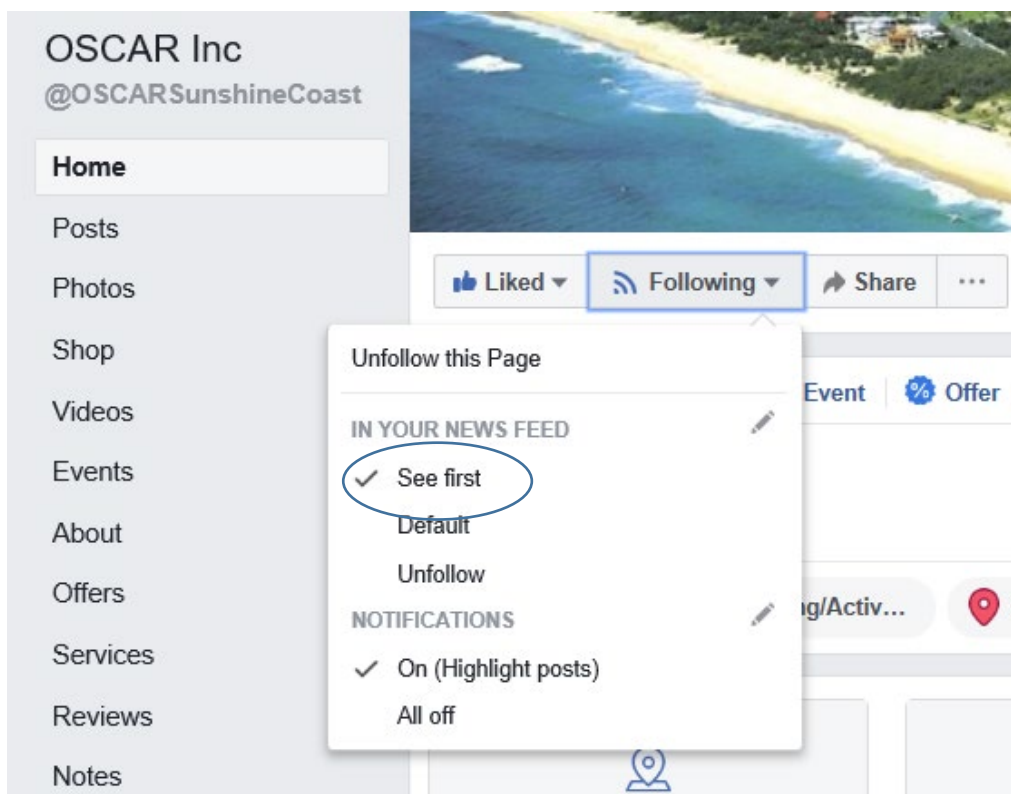 OSCAR Inc
@OSCARSunshineCoast
Home
Posts
Photos
Shop
Videos
Events
About
Offers
Services
Reviews
Notes
Liked Following Share ...
Unfollow this Page
IN YOUR NEWS FEED
See first
Default
Unfollow
NOTIFICATIONS
On (Highlight posts)
All off
Event Offer
ng/Activ...